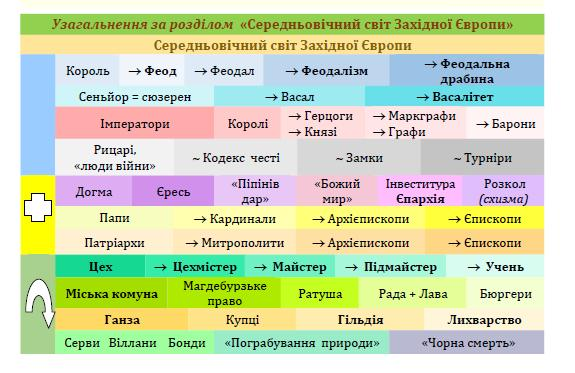 Узагальнення за розділом «Середньовічний світ Західної Європи»
Середньовічний світ Західної Європи
Король → Феод → Феодал → Феодалізм → Феодальна драбина
Сеньйор = сюзерен → Васал → Васалітет
Імператори Королі → Герцоги → Князі → Маркграфи → Графи → Барони
Рицарі, «люди війни» ~ Кодекс честі ~ Замки ~ Турніри
Догма Єресь «Піпінів дар» «Божий мир» Інвеститура Єпархія Розкол (схизма)
Папи → Кардинали → Архієпископи → Єпископи
Патріархи → Митрополити → Архієпископи → Єпископи
Цех → Цехмістер → Майстер → Підмайстер → Учень
Міська комуна Магдебурзьке право Ратуша Рада + Лава Бюргери
Ганза Купці Гільдія Лихварство
Серви Віллани Бонди «Пограбування природи» «Чорна смерть»